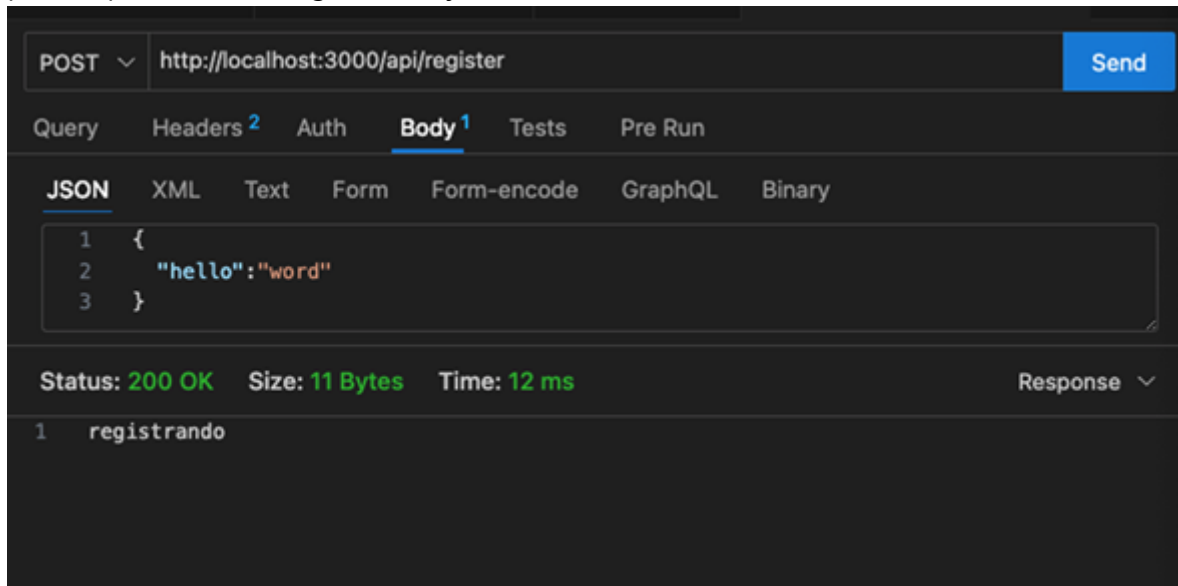 POST http://localhost:3000/api/register Send
Query Headers 2 Auth Body 1 Tests Pre Run
JSON XML Text Form Form-encode GraphQL Binary
1 {
2 "hello":"word"
3 }
Status: 200 OK Size: 11 Bytes Time: 12 ms Response
1 registrando